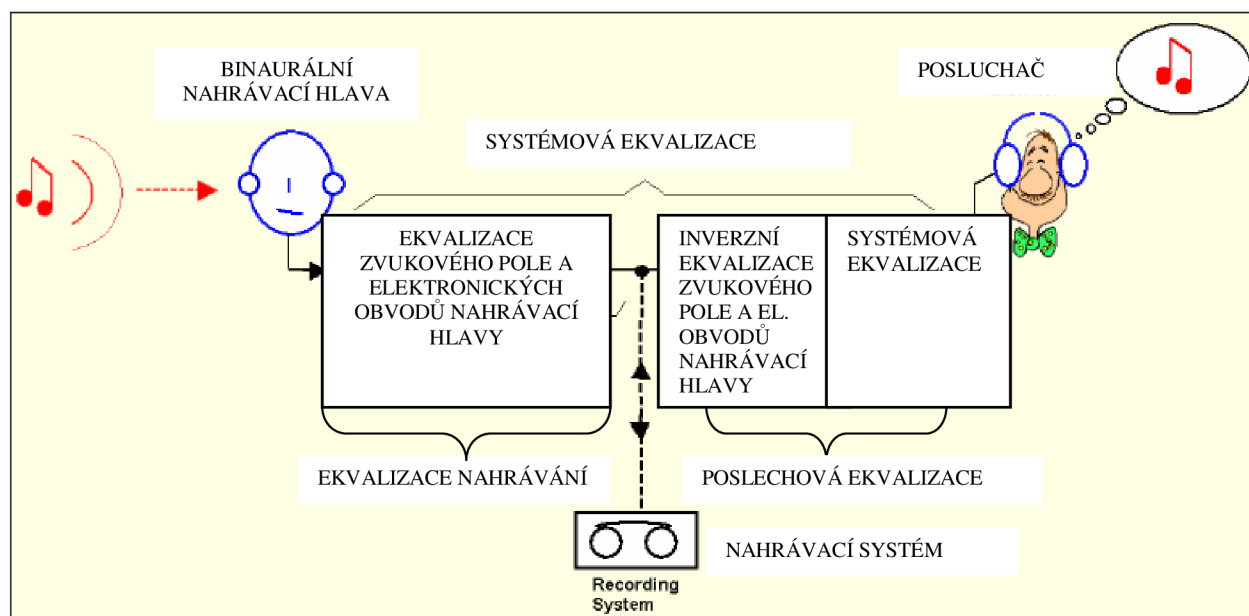 BINAURÁLNÍ
NAHRÁVACÍ HLAVA
POSLUCHAČ
SYSTÉMOVÁ EKVALIZACE
EKVALIZACE
ZVUKOVÉHO POLE A
ELEKTRONICKÝCH
OBVODŮ NAHRÁVACÍ
HLAVY
INVERZNÍ
EKVALIZACE
ZVUKOVÉHO
POLE A EL.
OBVODŮ
NAHRÁVACÍ
HLAVY
SYSTÉMOVÁ
EKVALIZACE
EKVALIZACE NAHRÁVÁNÍ
POSLECHOVÁ EKVALIZACE
NAHRÁVACÍ SYSTÉM
Recording
System